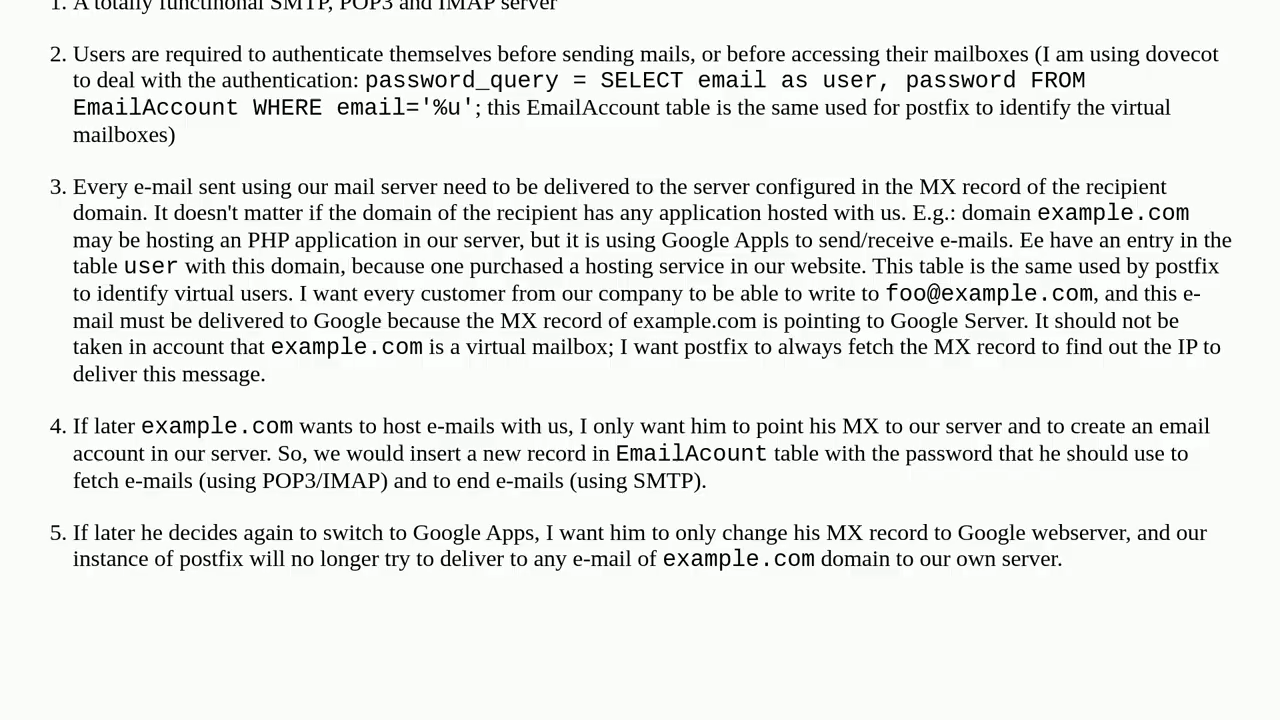 1. A totally functinonal SMTP, POP3 and IMAP server
2. Users are required to authenticate themselves before sending mails, or before accessing their mailboxes (I am using dovecot
to deal with the authentication: password_query = SELECT email as user, password FROM
EmailAccount WHERE email='%u'; this EmailAccount table is the same used for postfix to identify the virtual
mailboxes)
3. Every e-mail sent using our mail server need to be delivered to the server configured in the MX record of the recipient
domain. It doesn't matter if the domain of the recipient has any application hosted with us. E.g.: domain example.com
may be hosting an PHP application in our server, but it is using Google Appls to send/receive e-mails. Ee have an entry in the
table user with this domain, because one purchased a hosting service in our website. This table is the same used by postfix
to identify virtual users. I want every customer from our company to be able to write to foo@example.com, and this e-
mail must be delivered to Google because the MX record of example.com is pointing to Google Server. It should not be
taken in account that example.com is a virtual mailbox; I want postfix to always fetch the MX record to find out the IP to
deliver this message.
4. If later example.com wants to host e-mails with us, I only want him to point his MX to our server and to create an email
account in our server. So, we would insert a new record in EmailAcount table with the password that he should use to
fetch e-mails (using POP3/IMAP) and to end e-mails (using SMTP).
5. If later he decides again to switch to Google Apps, I want him to only change his MX record to Google webserver, and our
instance of postfix will no longer try to deliver to any e-mail of example.com domain to our own server.